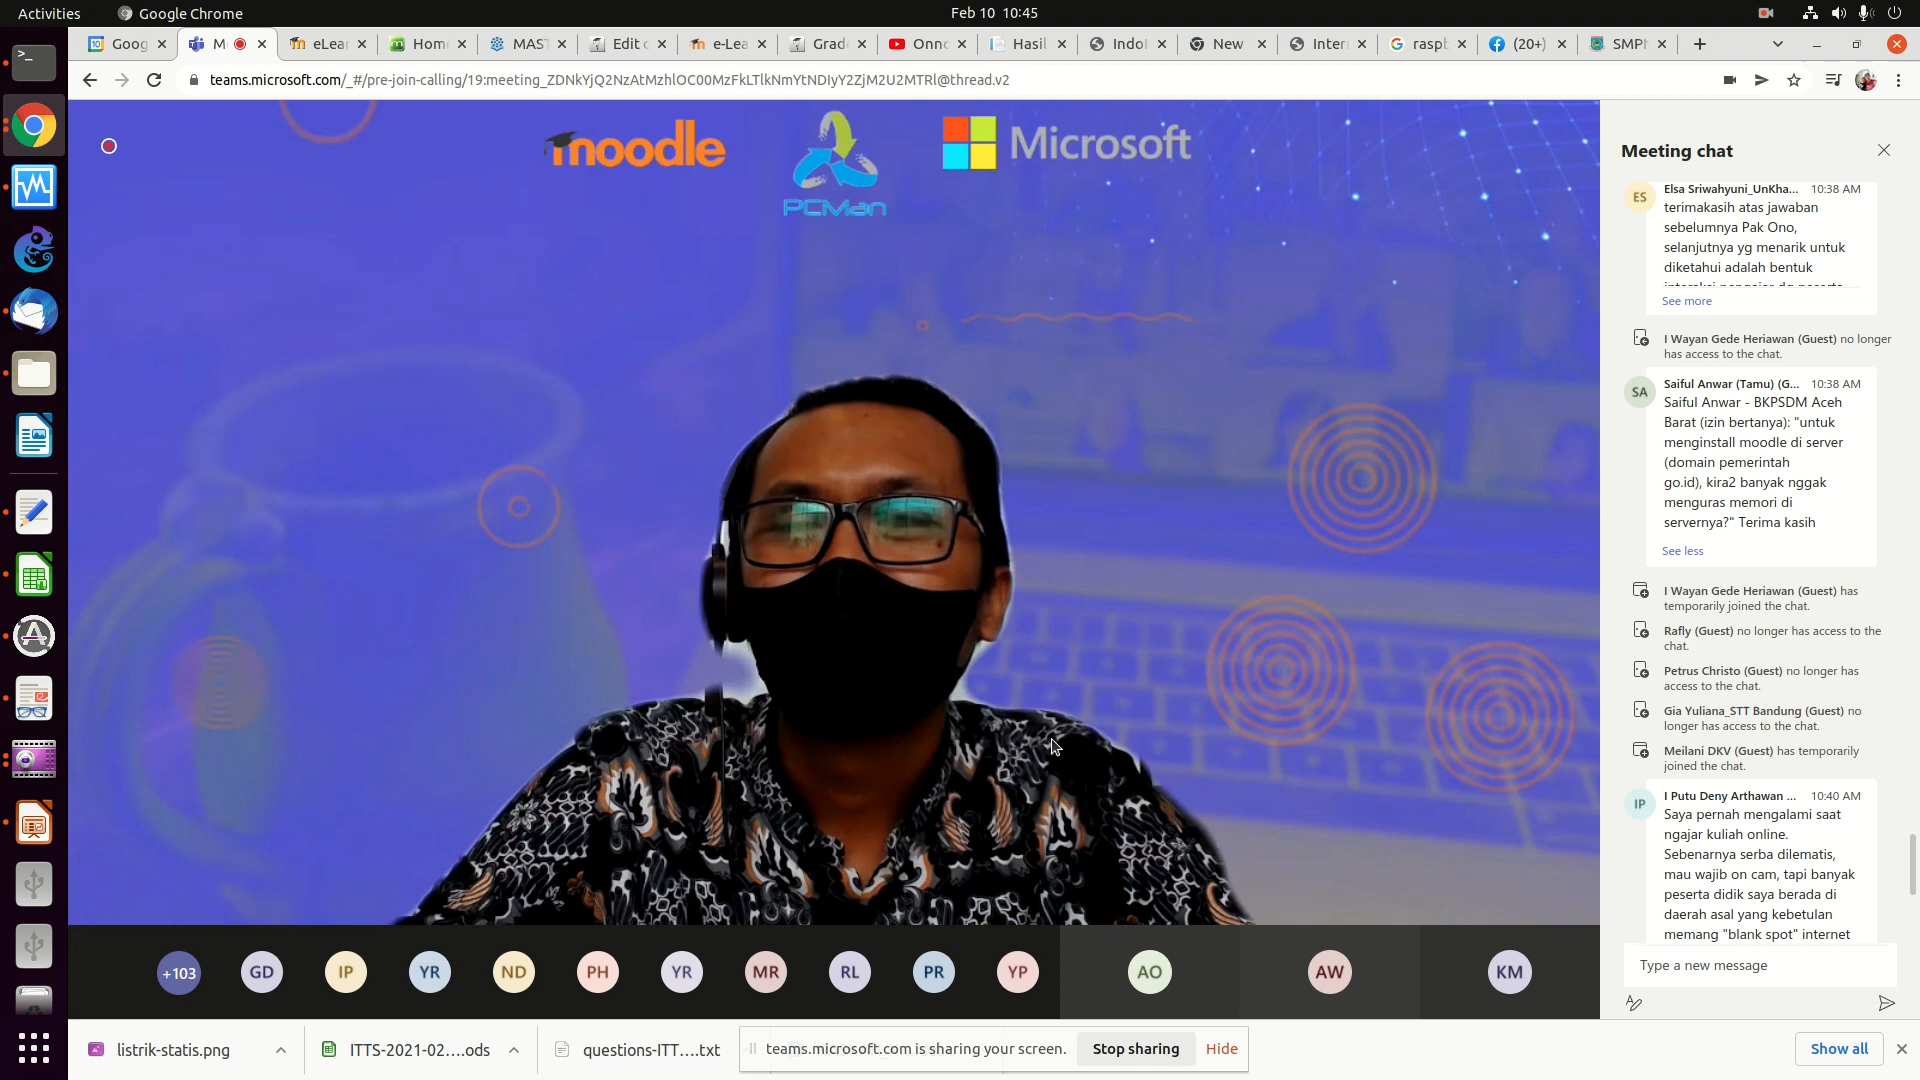 Activities
Google Chrome
Feb 10 10:45
Goog
M
eLear
Home
MAS
Edit c
e-Lea
Grade
Onno
Hasil
Indo
New
Inter
raspb
(20+)
SMPN
teams.microsoft.com/_#/pre-join-calling/19:meeting_ZDNkYjQ2NzAtMzhlOC00MzFkLTlkNmYtNDIyY2ZjM2U2MTRl@thread.v2
moodle
PCMan
Microsoft
Meeting chat
ES
Elsa Sriwahyuni_UnKha... 10:38 AM
terimakasih atas jawaban
sebelumnya Pak Ono,
selanjutnya yg menarik untuk
diketahui adalah bentuk
See more
I Wayan Gede Heriawan (Guest) no longer
has access to the chat.
SA
Saiful Anwar (Tamu) (G... 10:38 AM
Saiful Anwar - BKPSDM Aceh
Barat (izin bertanya): "untuk
menginstall moodle di server
(domain pemerintah
go.id), kira2 banyak nggak
menguras memori di
servernya?" Terima kasih
See less
I Wayan Gede Heriawan (Guest) has
temporarily joined the chat.
Rafly (Guest) no longer has access to the
chat.
Petrus Christo (Guest) no longer has
access to the chat.
Gia Yuliana_STT Bandung (Guest) no
longer has access to the chat.
Meilani DKV (Guest) has temporarily
joined the chat.
IP
I Putu Deny Arthawan ... 10:40 AM
Saya pernah mengalami saat
ngajar kuliah online.
Sebenarnya serba dilematis,
mau wajib on cam, tapi banyak
peserta didik saya berada di
daerah asal yang kebetulan
memang "blank spot" internet
Type a new message
+103
GD
IP
YR
ND
PH
YR
MR
RL
PR
YP
AO
AW
KM
listrik-statis.png
ITTS-2021-02....ods
questions-ITT....txt
teams.microsoft.com is sharing your screen.
Stop sharing
Hide
Show all